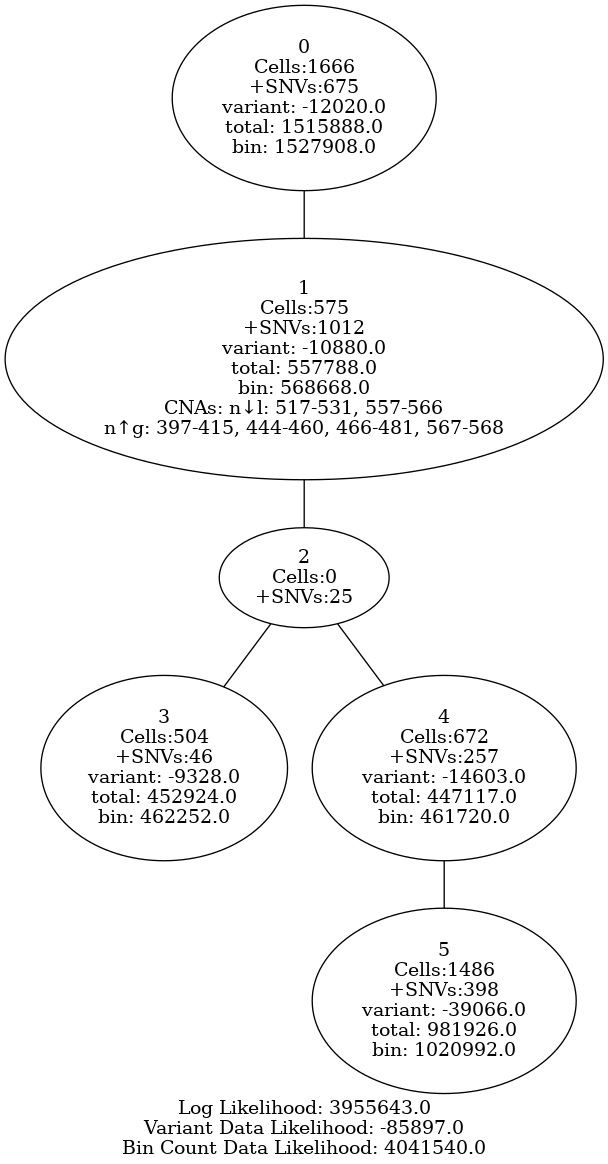 0
Cells:1666
+SNVs:675
variant: -12020.0
total: 1515888.0
bin: 1527908.0
1
Cells:575
+SNVs:1012
variant: -10880.0
total: 557788.0
bin: 568668.0
CNAs: n↓l: 517-531, 557-566
n↑g: 397-415, 444-460, 466-481, 567-568
2
Cells:0
+SNVs:25
3
Cells:504
+SNVs:46
variant: -9328.0
total: 452924.0
bin: 462252.0
4
Cells:672
+SNVs:257
variant: -14603.0
total: 447117.0
bin: 461720.0
5
Cells:1486
+SNVs:398
variant: -39066.0
total: 981926.0
bin: 1020992.0
Log Likelihood: 3955643.0
Variant Data Likelihood: -85897.0
Bin Count Data Likelihood: 4041540.0